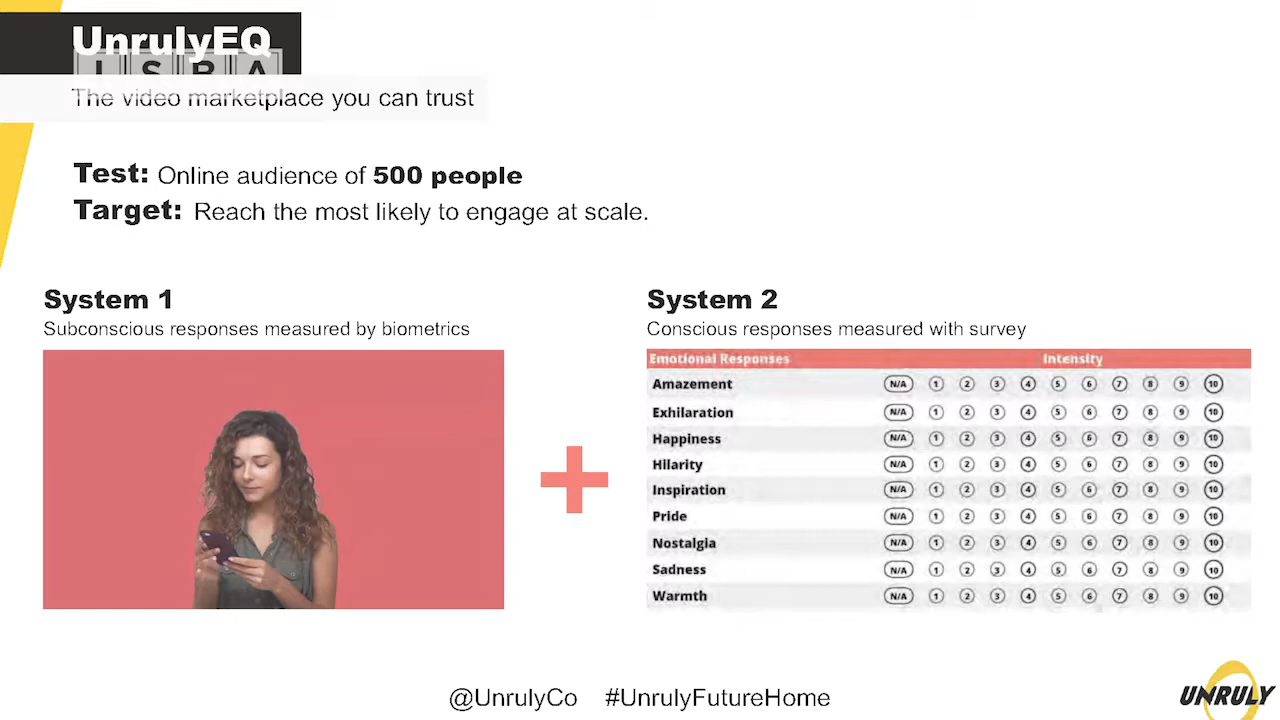 UnrulyEQ
ISBA
The video marketplace you can trust
Test: Online audience of 500 people
Target: Reach the most likely to engage at scale.
System 1
Subconscious responses measured by biometrics
System 2
Conscious responses measured with survey
Emotional Responses Intensity
Amazement N/A 1 2 3 4 5 6 7 8 9 10
Exhilaration N/A 1 2 3 4 5 6 7 8 9 10
Happiness N/A 1 2 3 4 5 6 7 8 9 10
Hilarity N/A 1 2 3 4 5 6 7 8 9 10
Inspiration N/A 1 2 3 4 5 6 7 8 9 10
Pride N/A 1 2 3 4 5 6 7 8 9 10
Nostalgia N/A 1 2 3 4 5 6 7 8 9 10
Sadness N/A 1 2 3 4 5 6 7 8 9 10
Warmth N/A 1 2 3 4 5 6 7 8 9 10
@UnrulyCo #UnrulyFutureHome
UNRULY